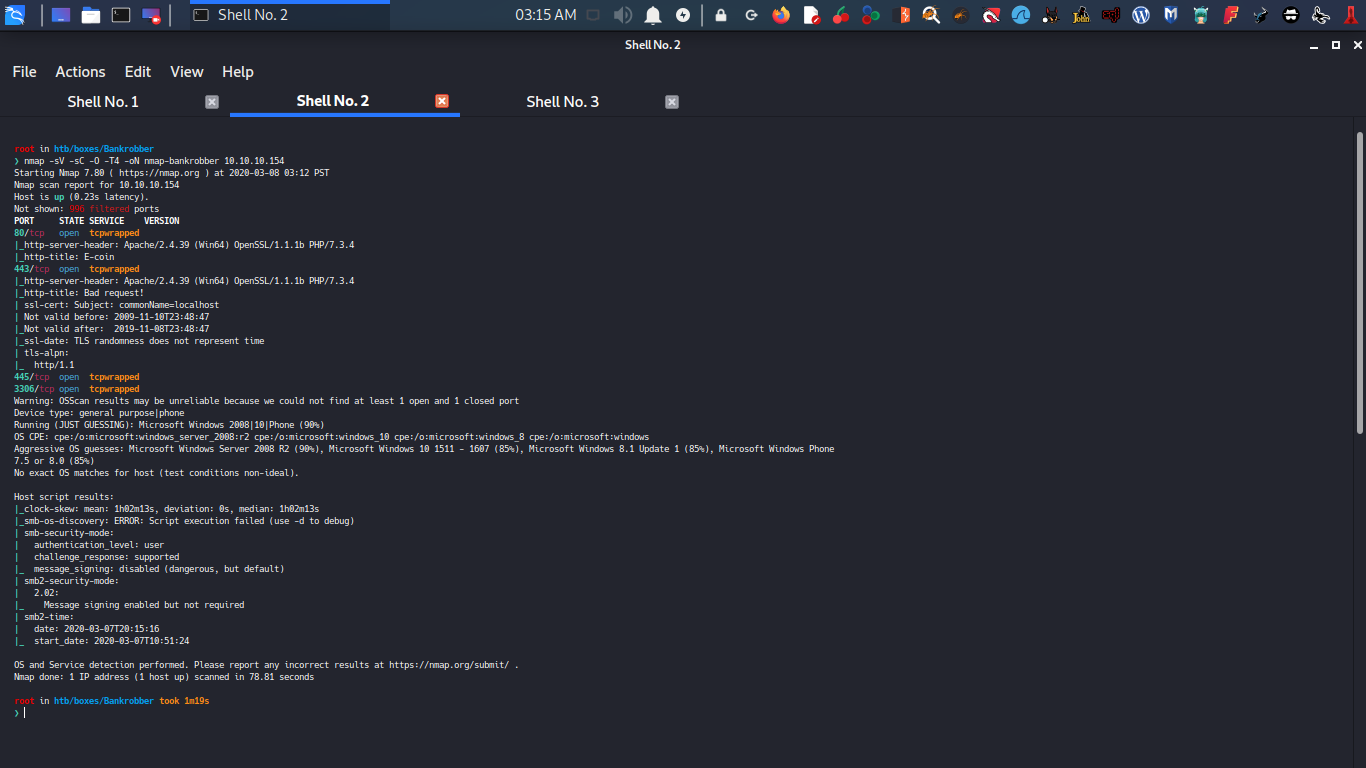 Shell No. 2
03:15 AM
Shell No. 2
File Actions Edit View Help
Shell No. 1
Shell No. 2
Shell No. 3
root in htb/boxes/Bankrobber
❯ nmap -sV -sC -O -T4 -oN nmap-bankrobber 10.10.10.154
Starting Nmap 7.80 ( https://nmap.org ) at 2020-03-08 03:12 PST
Nmap scan report for 10.10.10.154
Host is up (0.23s latency).
Not shown: 996 filtered ports
PORT     STATE SERVICE    VERSION
80/tcp   open  tcpwrapped
|_http-server-header: Apache/2.4.39 (Win64) OpenSSL/1.1.1b PHP/7.3.4
|_http-title: E-coin
443/tcp  open  tcpwrapped
|_http-server-header: Apache/2.4.39 (Win64) OpenSSL/1.1.1b PHP/7.3.4
|_http-title: Bad request!
| ssl-cert: Subject: commonName=localhost
| Not valid before: 2009-11-10T23:48:47
|_Not valid after:  2019-11-08T23:48:47
|_ssl-date: TLS randomness does not represent time
| tls-alpn:
|_  http/1.1
445/tcp  open  tcpwrapped
3306/tcp open  tcpwrapped
Warning: OSScan results may be unreliable because we could not find at least 1 open and 1 closed port
Device type: general purpose|phone
Running (JUST GUESSING): Microsoft Windows 2008|10|Phone (90%)
OS CPE: cpe:/o:microsoft:windows_server_2008:r2 cpe:/o:microsoft:windows_10 cpe:/o:microsoft:windows_8 cpe:/o:microsoft:windows
Aggressive OS guesses: Microsoft Windows Server 2008 R2 (90%), Microsoft Windows 10 1511 - 1607 (85%), Microsoft Windows 8.1 Update 1 (85%), Microsoft Windows Phone
7.5 or 8.0 (85%)
No exact OS matches for host (test conditions non-ideal).
Host script results:
|_clock-skew: mean: 1h02m13s, deviation: 0s, median: 1h02m13s
|_smb-os-discovery: ERROR: Script execution failed (use -d to debug)
| smb-security-mode:
|   authentication_level: user
|   challenge_response: supported
|_  message_signing: disabled (dangerous, but default)
| smb2-security-mode:
|   2.02:
|_    Message signing enabled but not required
| smb2-time:
|   date: 2020-03-07T20:15:16
|_  start_date: 2020-03-07T10:51:24
OS and Service detection performed. Please report any incorrect results at https://nmap.org/submit/ .
Nmap done: 1 IP address (1 host up) scanned in 78.81 seconds
root in htb/boxes/Bankrobber took 1m19s
❯